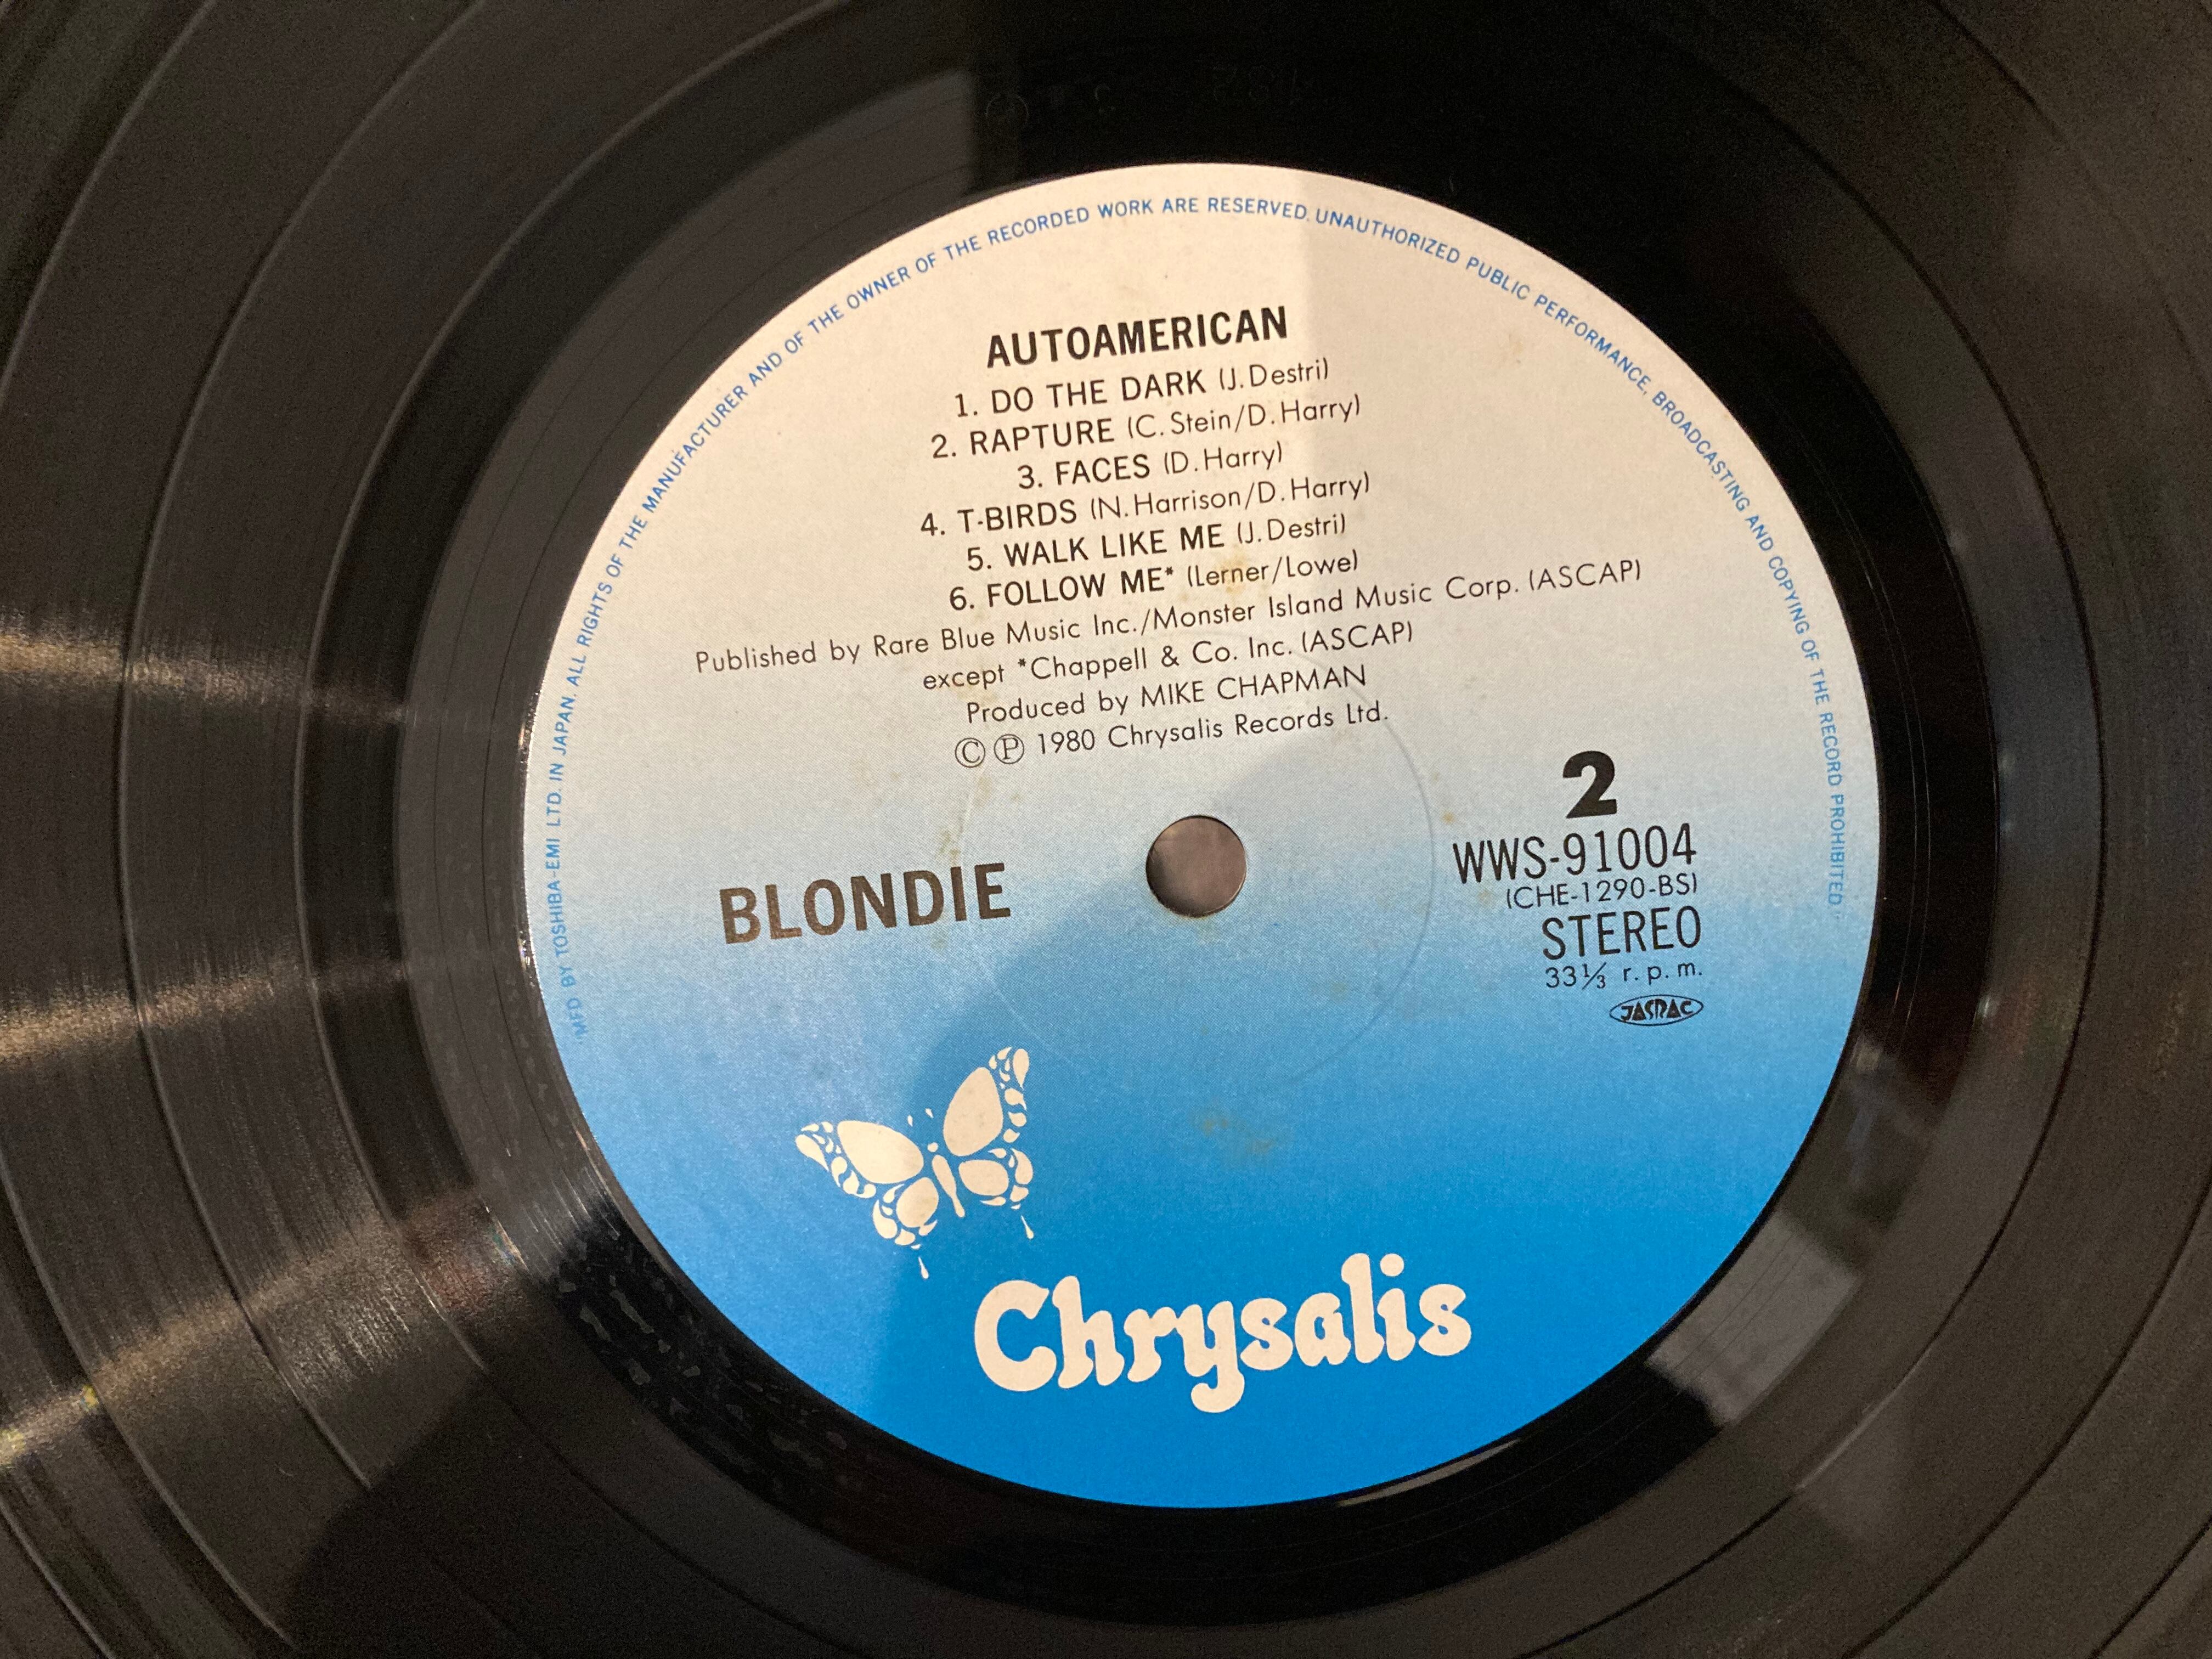 MFD BY TOSHIBA-EMI LTD. IN JAPAN. ALL RIGHTS OF THE MANUFACTURER AND OF THE OWNER OF THE RECORDED WORK ARE RESERVED. UNAUTHORIZED PUBLIC PERFORMANCE, BROADCASTING AND COPYING OF THE RECORD PROHIBITED.
AUTOAMERICAN
1. DO THE DARK (J. Destri)
2. RAPTURE (C. Stein/D. Harry)
3. FACES (D. Harry)
4. T-BIRDS (N. Harrison/D. Harry)
5. WALK LIKE ME (J. Destri)
6. FOLLOW ME* (Lerner/Lowe)
Published by Rare Blue Music Inc./Monster Island Music Corp. (ASCAP)
except *Chappell & Co. Inc. (ASCAP)
Produced by MIKE CHAPMAN
©℗ 1980 Chrysalis Records Ltd.
BLONDIE
2
WWS-91004
(CHE-1290-BS)
STEREO
33⅓ r.p.m.
JASRAC
Chrysalis